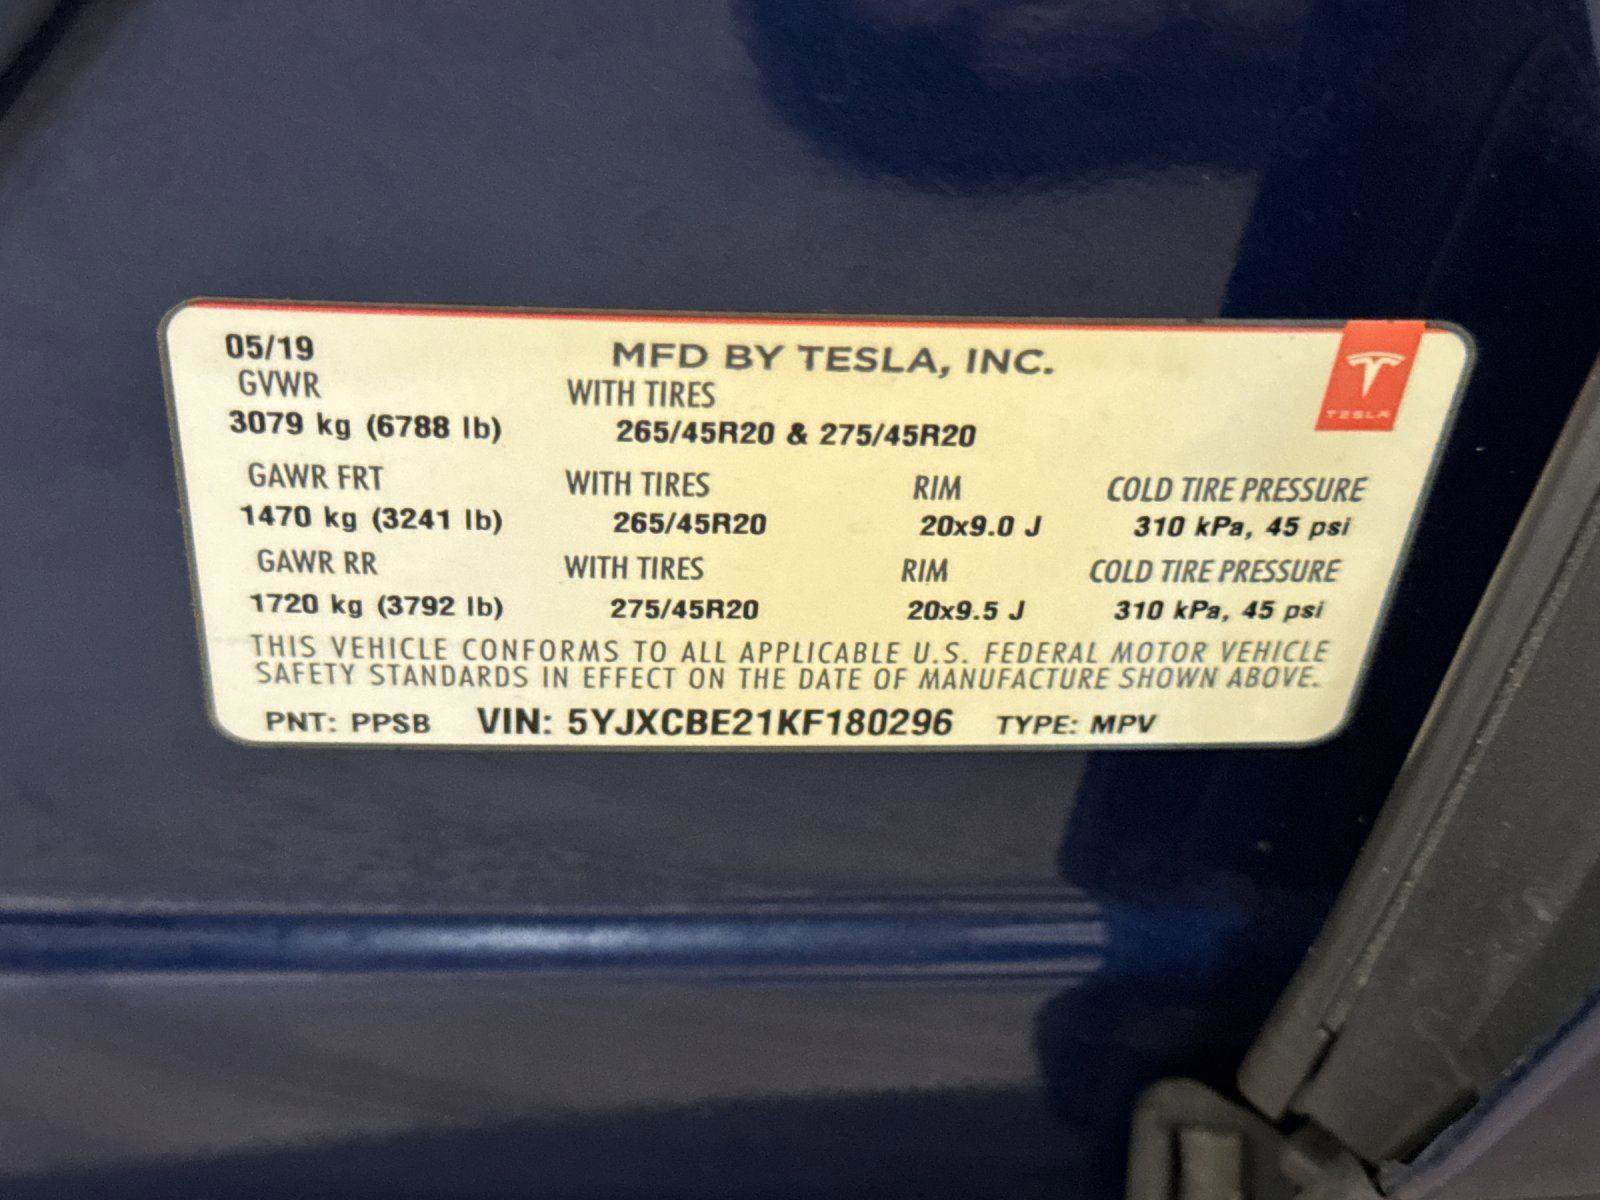 05/19 MFD BY TESLA, INC.
GVWR WITH TIRES
3079 kg (6788 lb) 265/45R20 & 275/45R20
TESLA
GAWR FRT WITH TIRES RIM COLD TIRE PRESSURE
1470 kg (3241 lb) 265/45R20 20x9.0 J 310 kPa, 45 psi
GAWR RR WITH TIRES RIM COLD TIRE PRESSURE
1720 kg (3792 lb) 275/45R20 20x9.5 J 310 kPa, 45 psi
THIS VEHICLE CONFORMS TO ALL APPLICABLE U.S. FEDERAL MOTOR VEHICLE
SAFETY STANDARDS IN EFFECT ON THE DATE OF MANUFACTURE SHOWN ABOVE.
PNT: PPSB VIN: 5YJXCBE21KF180296 TYPE: MPV